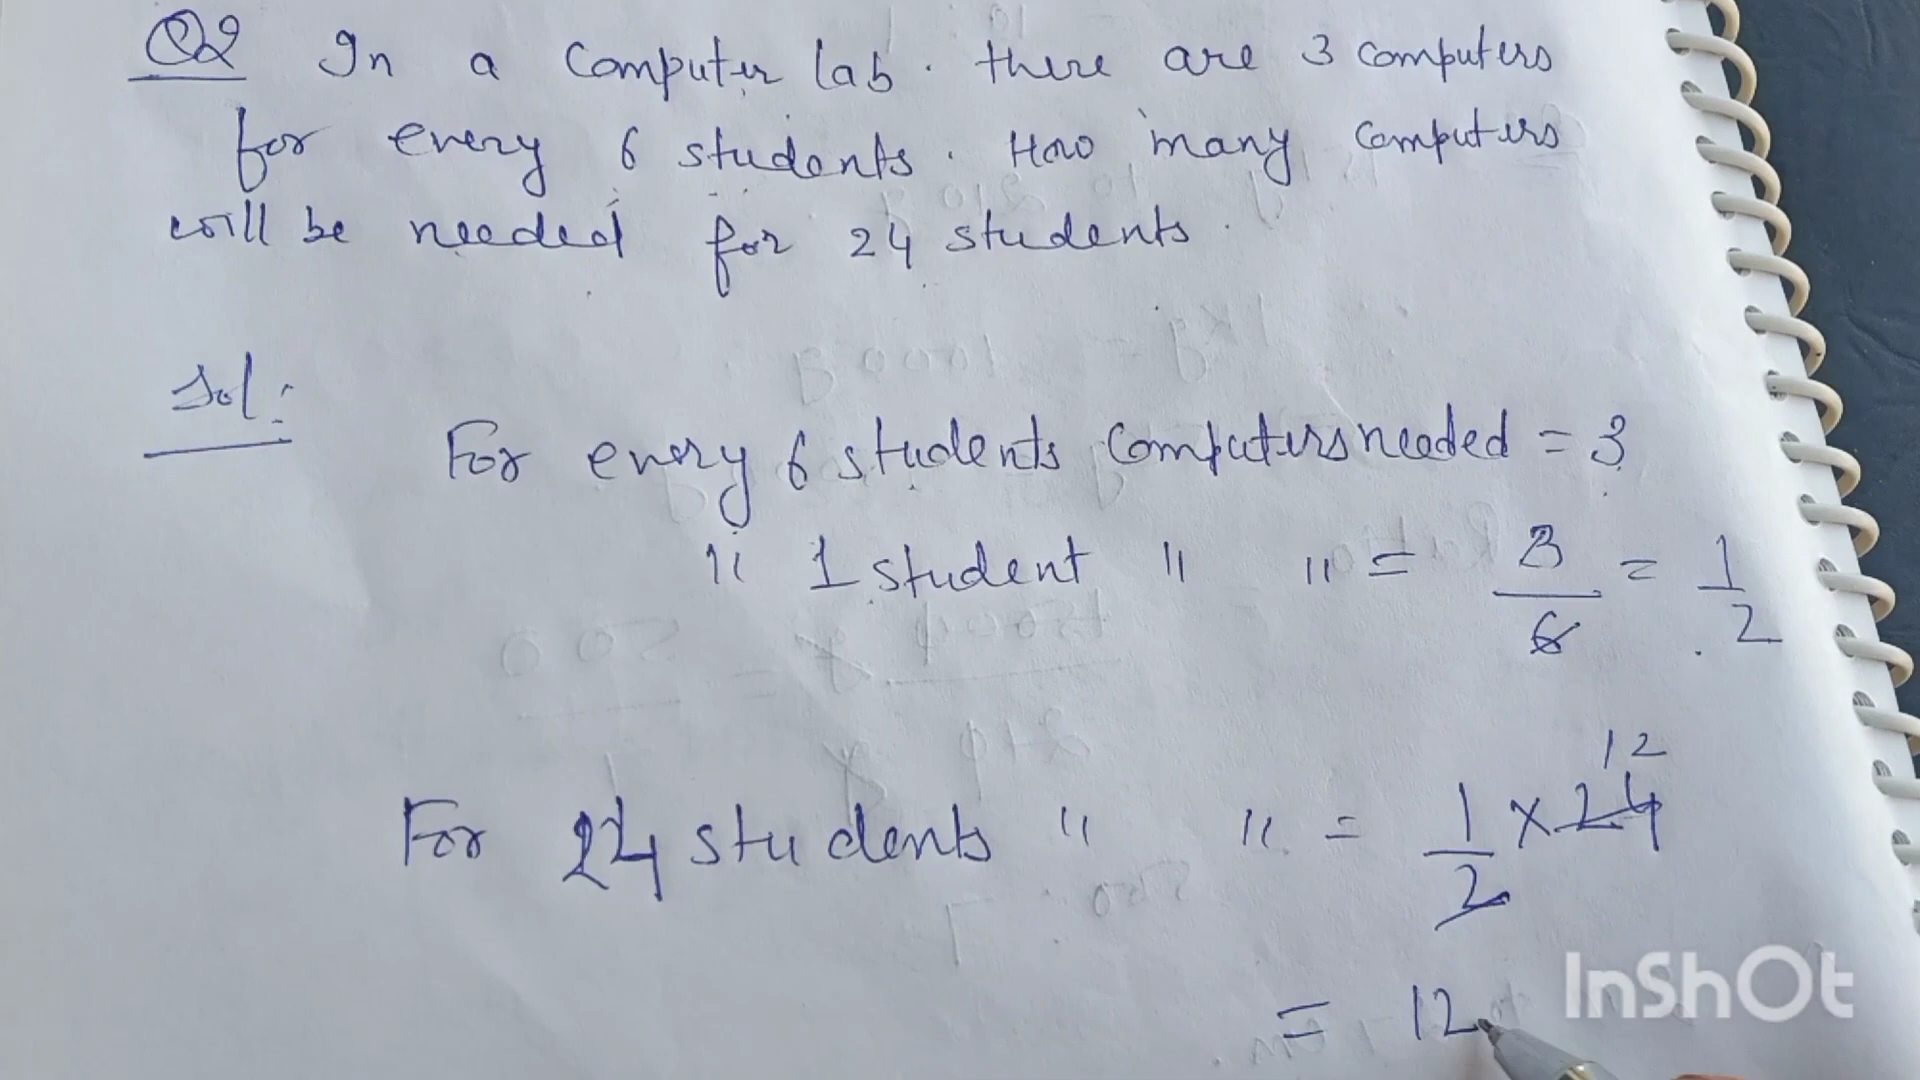 Q2 In a Computer lab. there are 3 computers
for every 6 students. How many computers
will be needed for 24 students.
Sol:
For every 6 students computers needed = 3
" 1 student " " = 3/6 = 1/2
12
For 24 students " " = 1/2 × 24
= 12
InShOt